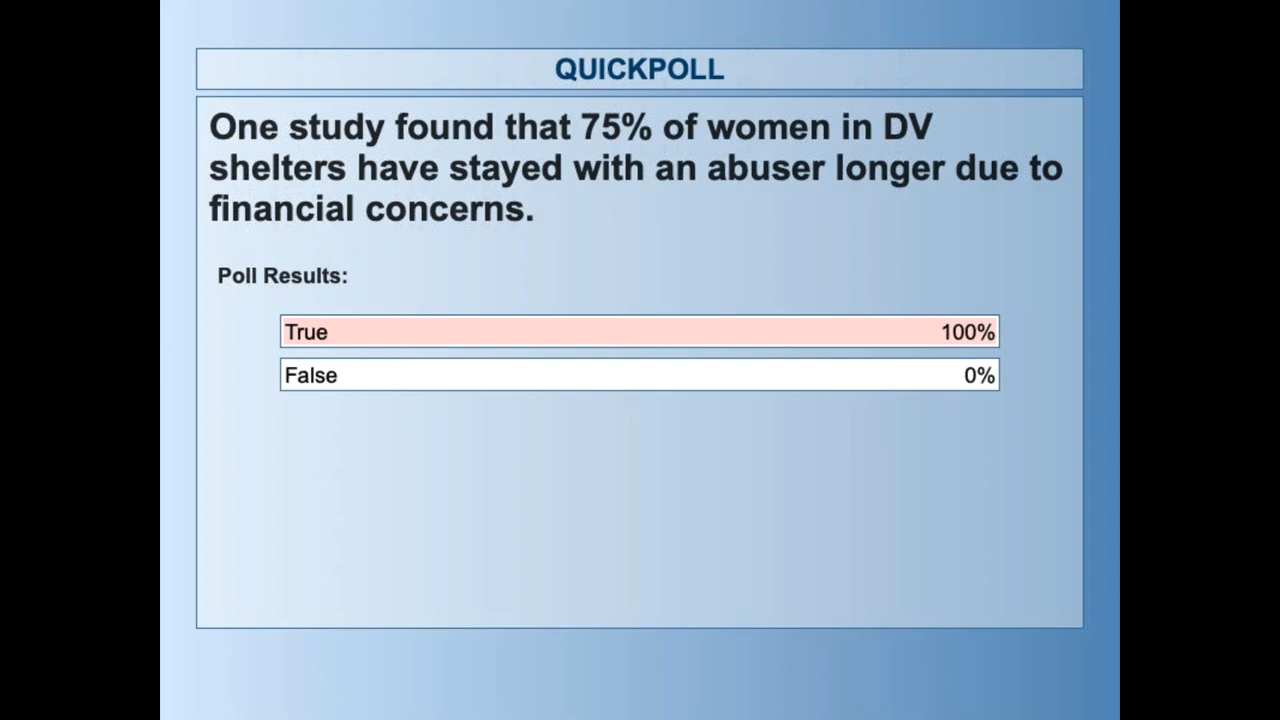 QUICKPOLL
One study found that 75% of women in DV
shelters have stayed with an abuser longer due to
financial concerns.
Poll Results:
True 100%
False 0%